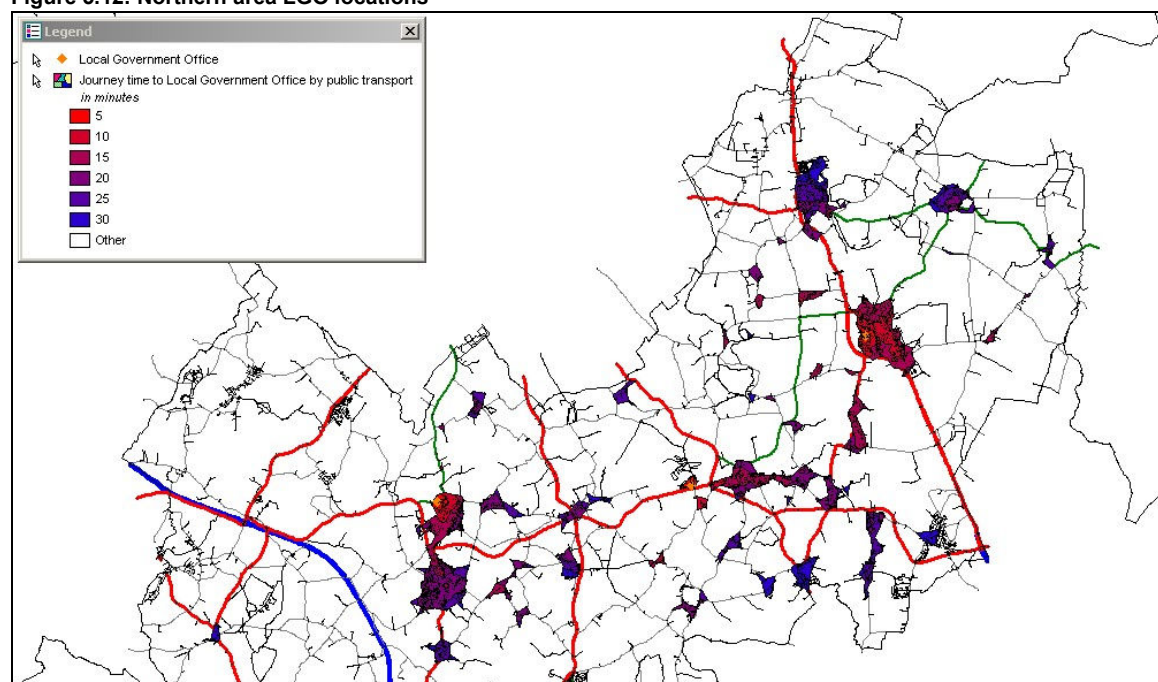 Figure 3.12: Northern area LGO locations
Legend
Local Government Office
Journey time to Local Government Office by public transport
in minutes
5
10
15
20
25
30
Other